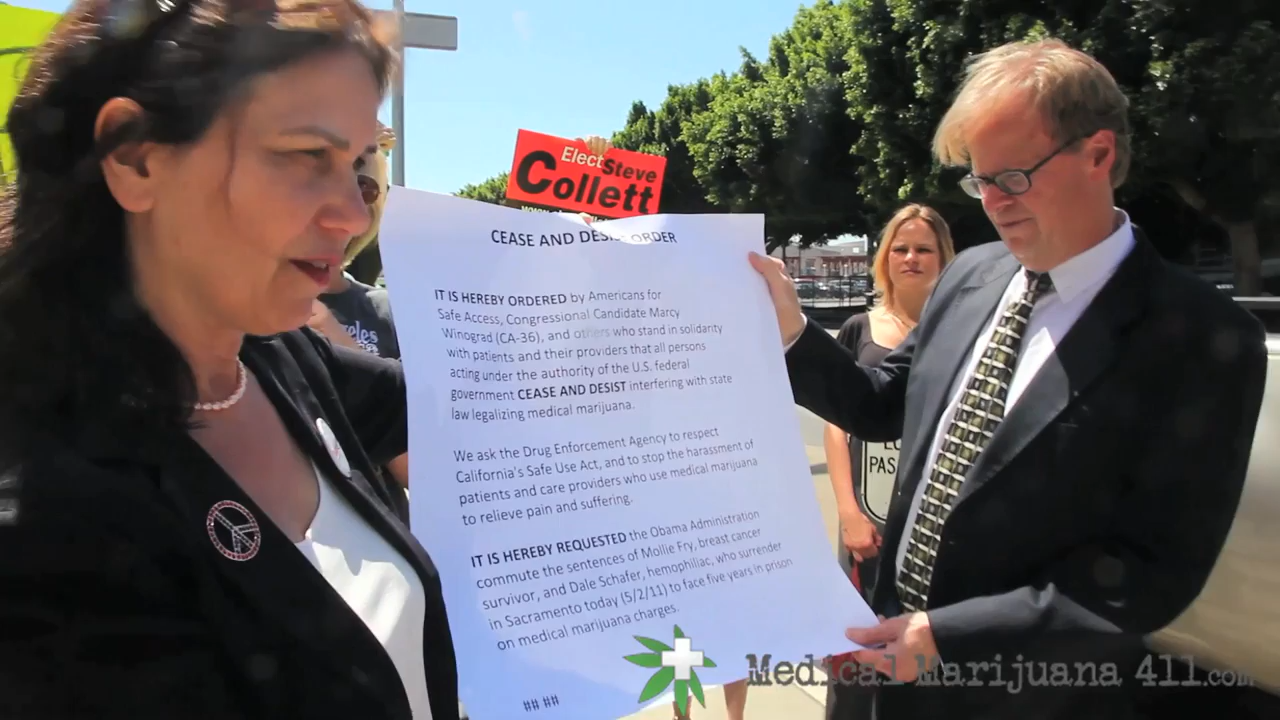 Elect Steve
Collett
CEASE AND DESIST ORDER
IT IS HEREBY ORDERED by Americans for
Safe Access, Congressional Candidate Marcy
Winograd (CA-36), and others who stand in solidarity
with patients and their providers that all persons
acting under the authority of the U.S. federal
government CEASE AND DESIST interfering with state
law legalizing medical marijuana.
We ask the Drug Enforcement Agency to respect
California's Safe Use Act, and to stop the harassment of
patients and care providers who use medical marijuana
to relieve pain and suffering.
IT IS HEREBY REQUESTED the Obama Administration
commute the sentences of Mollie Fry, breast cancer
survivor, and Dale Schafer, hemophiliac, who surrender
in Sacramento today (5/2/11) to face five years in prison
on medical marijuana charges.
## ##
PAS
Medical Marijuana 411.com